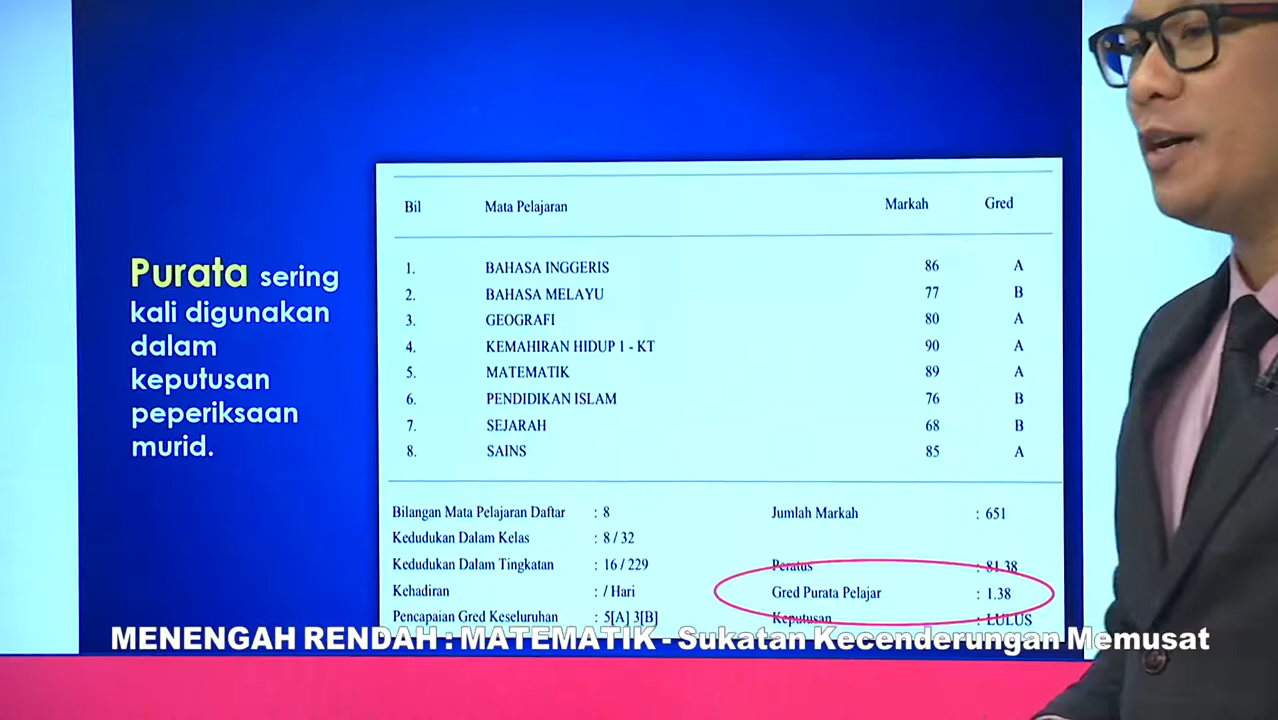 Purata sering
kali digunakan
dalam
keputusan
peperiksaan
murid.
Bil Mata Pelajaran Markah Gred
1. BAHASA INGGERIS 86 A
2. BAHASA MELAYU 77 B
3. GEOGRAFI 80 A
4. KEMAHIRAN HIDUP 1 - KT 90 A
5. MATEMATIK 89 A
6. PENDIDIKAN ISLAM 76 B
7. SEJARAH 68 B
8. SAINS 85 A
Bilangan Mata Pelajaran Daftar : 8 Jumlah Markah : 651
Kedudukan Dalam Kelas : 8 / 32
Kedudukan Dalam Tingkatan : 16 / 229 Peratus : 81.38
Kehadiran : / Hari Gred Purata Pelajar : 1.38
Pencapaian Gred Keseluruhan : 5[A] 3[B] Keputusan : LULUS
MENENGAH RENDAH : MATEMATIK - Sukatan Kecenderungan Memusat